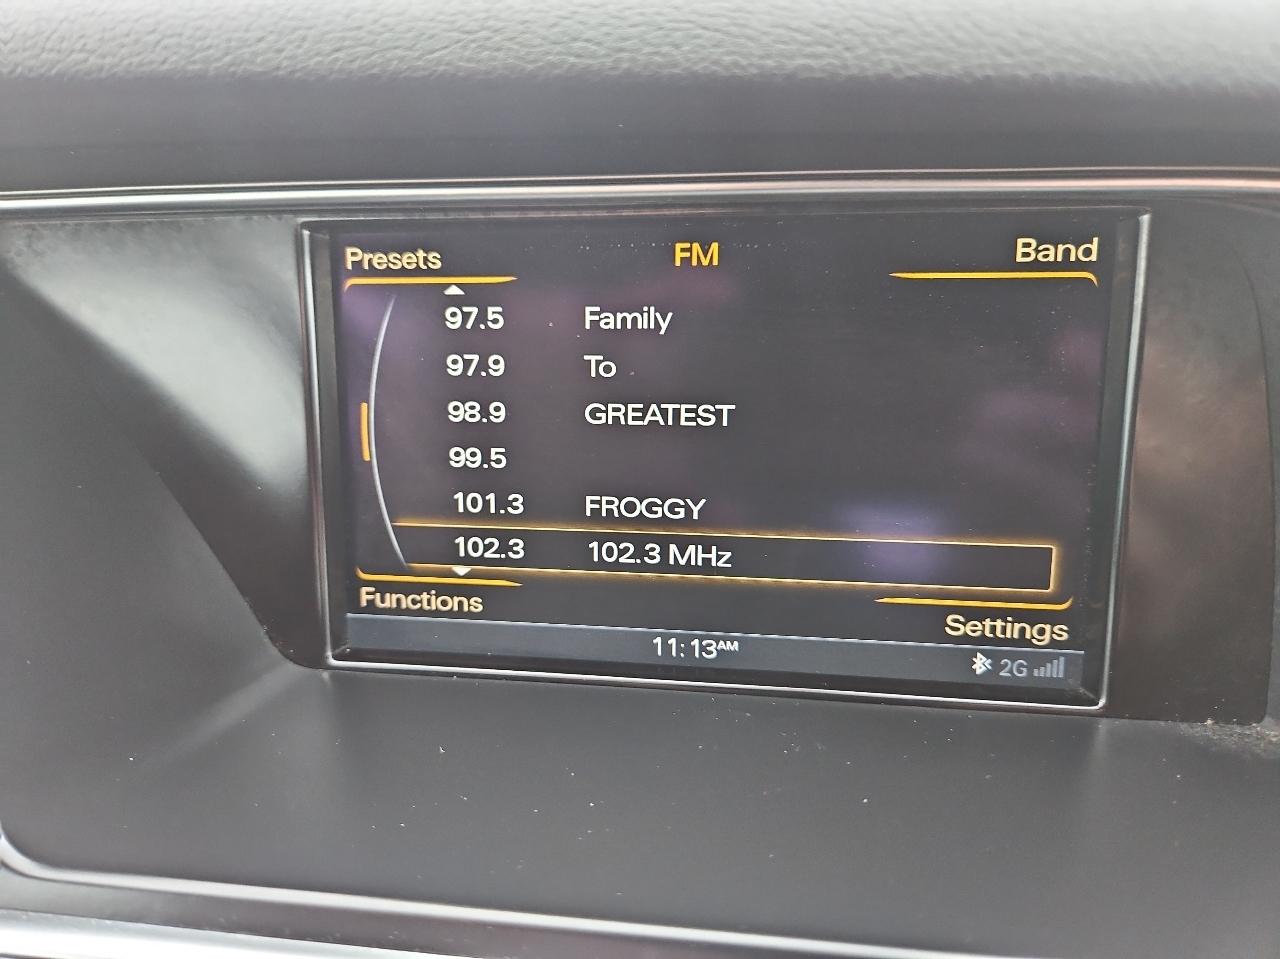 Presets FM Band
97.5 Family
97.9 To
98.9 GREATEST
99.5
101.3 FROGGY
102.3 102.3 MHz
Functions Settings
11:13AM
2G